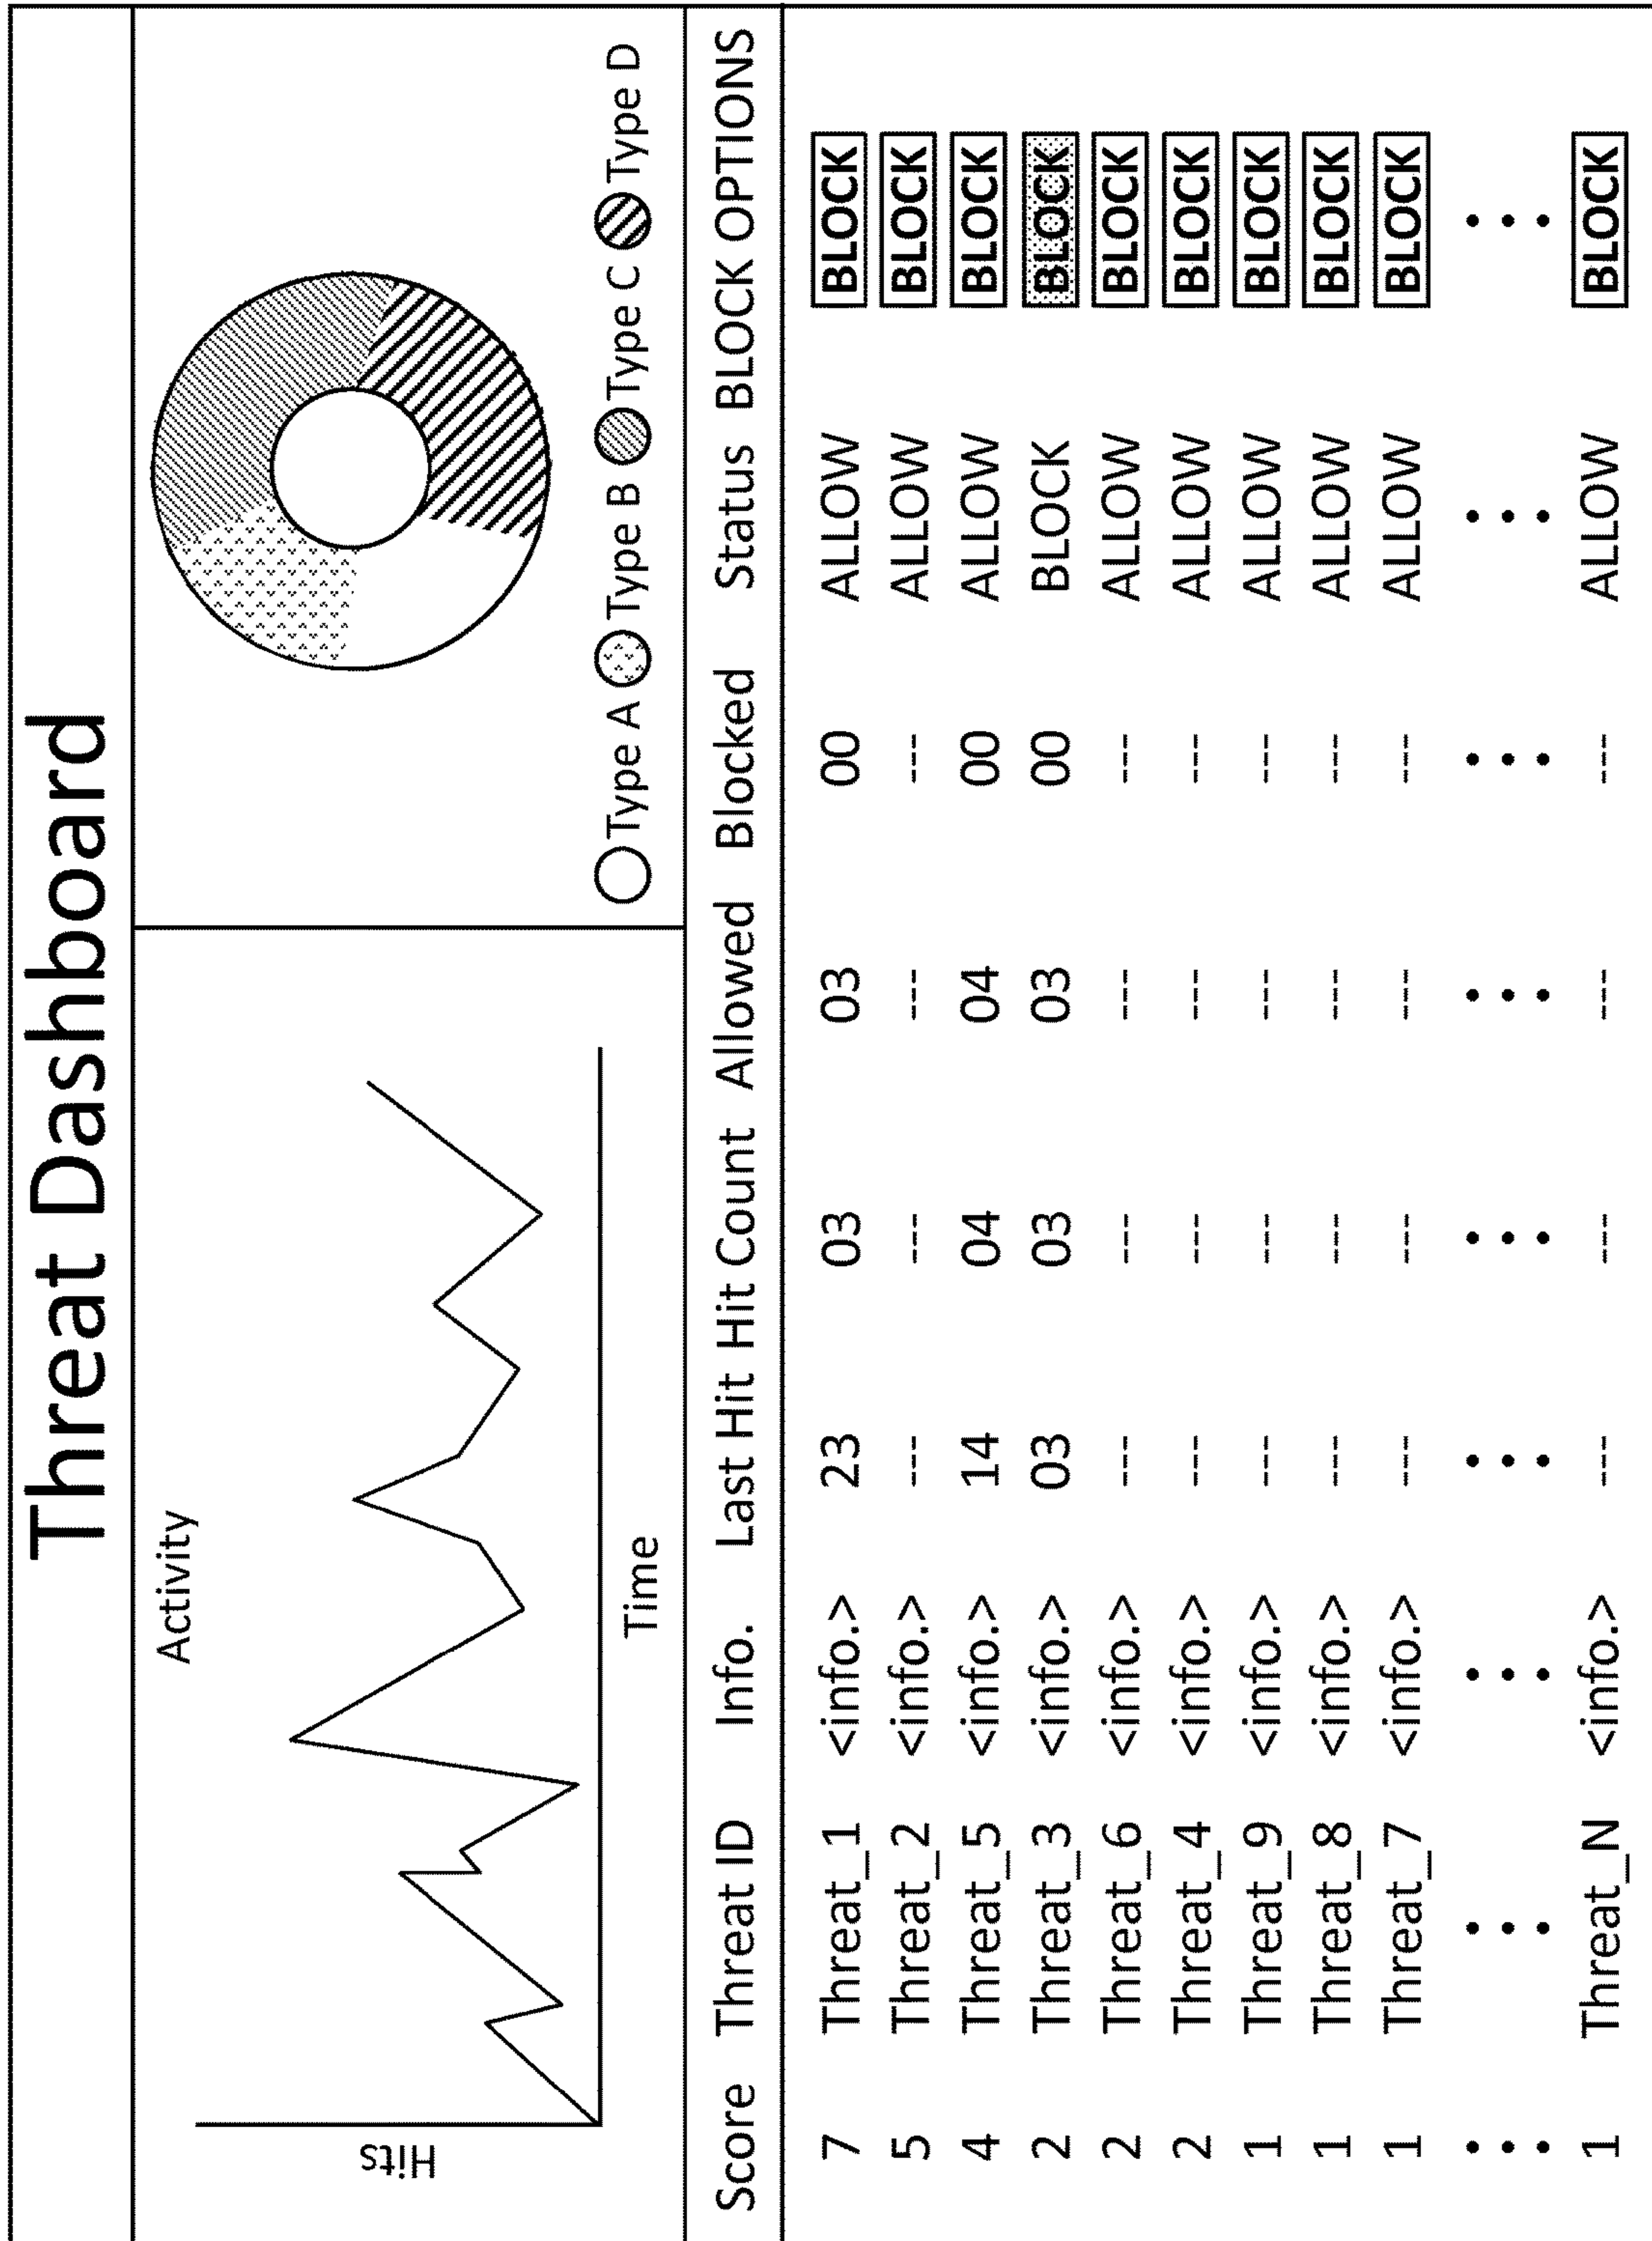 Threat Dashboard
Activity
Hits
Time
Type A Type B Type C Type D
Score Threat ID Info. Last Hit Hit Count Allowed Blocked Status BLOCK OPTIONS
7 Threat_1 <info.> 23 03 03 00 ALLOW BLOCK
5 Threat_2 <info.> --- --- --- --- ALLOW BLOCK
4 Threat_5 <info.> 14 04 04 00 ALLOW BLOCK
2 Threat_3 <info.> 03 03 03 00 BLOCK BLOCK
2 Threat_6 <info.> --- --- --- --- ALLOW BLOCK
2 Threat_4 <info.> --- --- --- --- ALLOW BLOCK
1 Threat_9 <info.> --- --- --- --- ALLOW BLOCK
1 Threat_8 <info.> --- --- --- --- ALLOW BLOCK
1 Threat_7 <info.> --- --- --- --- ALLOW BLOCK
1 Threat_N <info.> --- --- --- --- ALLOW BLOCK